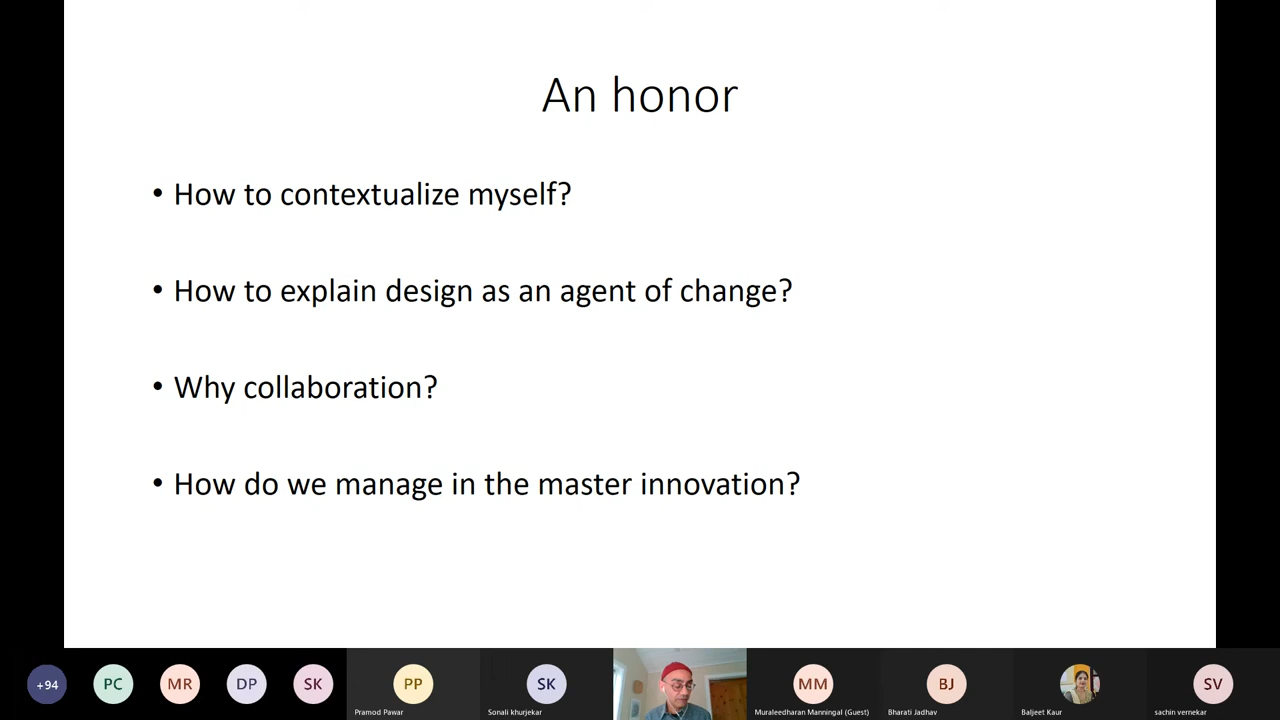 An honor
• How to contextualize myself?
• How to explain design as an agent of change?
• Why collaboration?
• How do we manage in the master innovation?
+94 PC MR DP SK PP SK MM BJ SV
Pramod Pawar Sonali khurjekar Muraleedharan Manningal (Guest) Bharati Jadhav Baljeet Kaur sachin vernekar